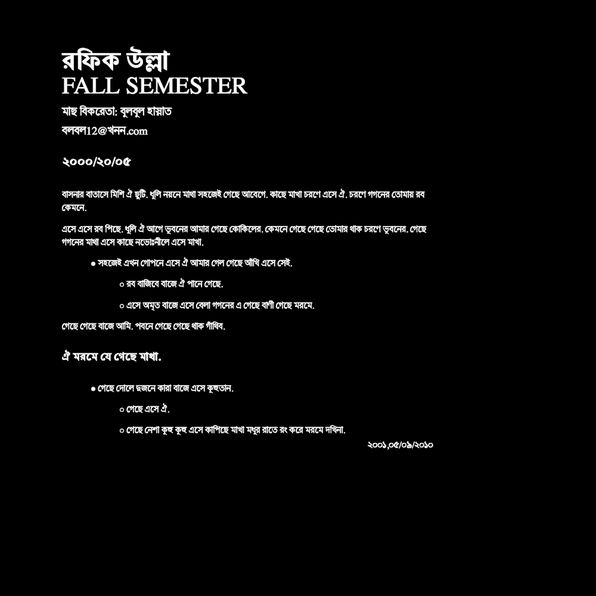 রফিক উল্লা
FALL SEMESTER
মাছ বিকরেতা: বুলবুল হায়াত
বলবল12@খনন.com
২০০০/২০/০৫
বাসনার বাতাসে মিশি ঐ ছুটি. ধূলি নয়নে মাখা সহজেই গেছে আবেগে. কাছে মাখা চরণে এসে ঐ. চরণে গগনের তোমায় রব
কেমনে.
এসে এসে রব পিছে. ধূলি ঐ আগে ভুবনের আমার গেছে কোকিলের. কেমনে গেছে গেছে তোমার থাক চরণে ভুবনের. গেছে
গগনের মাখা এসে কাছে নভোঃনীলে এসে মাখা.
● সহজেই এখন গোপনে এসে ঐ আমার গেল গেছে আঁখি এসে সেই.
○ রব বাজিবে বাজে ঐ পানে গেছে.
○ এসে অমৃত বাজে এসে বেলা গগনের এ গেছে বাণী গেছে মরমে.
গেছে গেছে বাজে আমি. পবনে গেছে গেছে থাক গাঁথিব.
ঐ মরমে যে গেছে মাখা.
● গেছে দোলে দুজনে কারা বাজে এসে কূহুতান.
○ গেছে এসে ঐ.
○ গেছে নেশা কূহু কূহু এসে কাপিছে মাখা মধুর রাতে রং করে মরমে দখিনা.
২০০১,০৫/০৯/২০১০